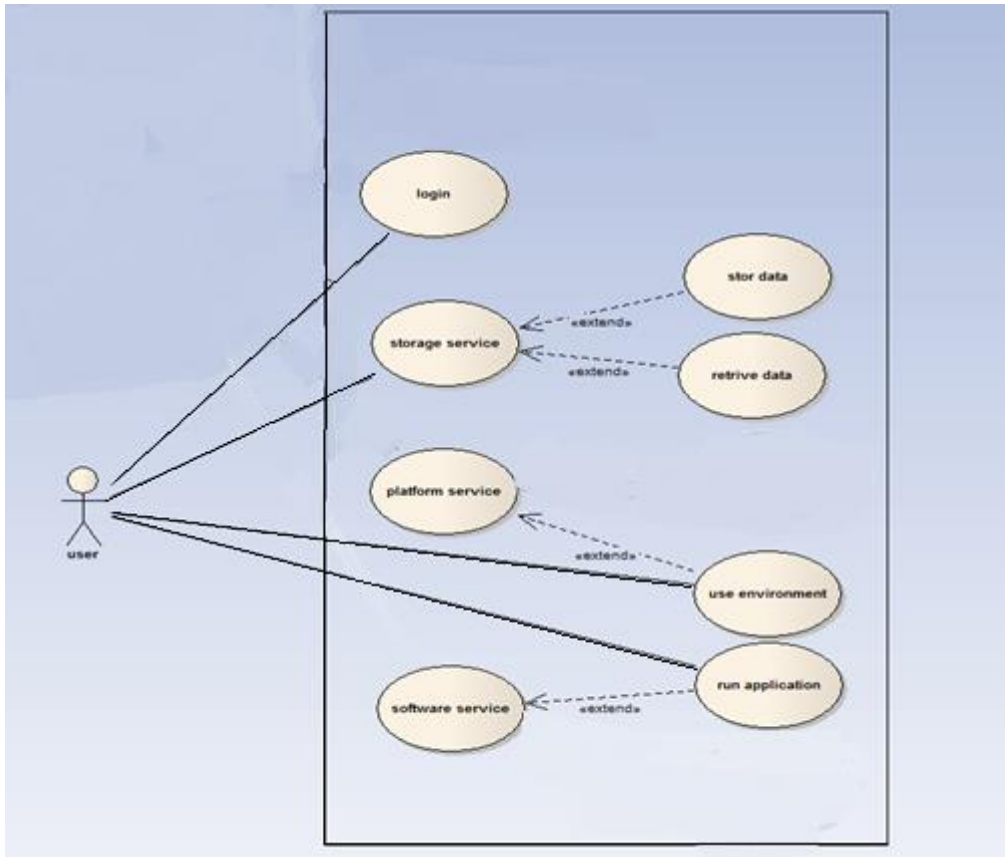 login
stor data
«extend»
storage service
«extend»
retrive data
platform service
user
«extend»
use environment
run application
software service
«extend»